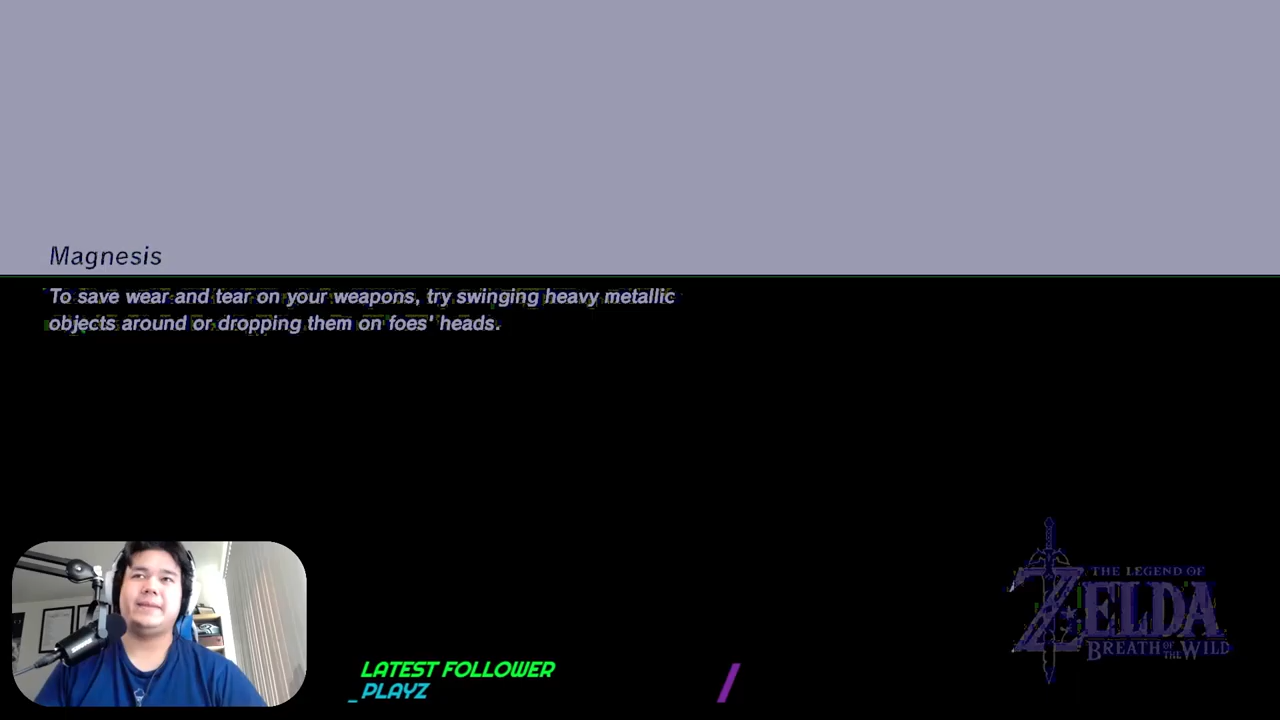 Magnesis
To save wear and tear on your weapons, try swinging heavy metallic
objects around or dropping them on foes' heads.
THE LEGEND OF
ZELDA
BREATH OF THE WILD
LATEST FOLLOWER
_PLAYZ